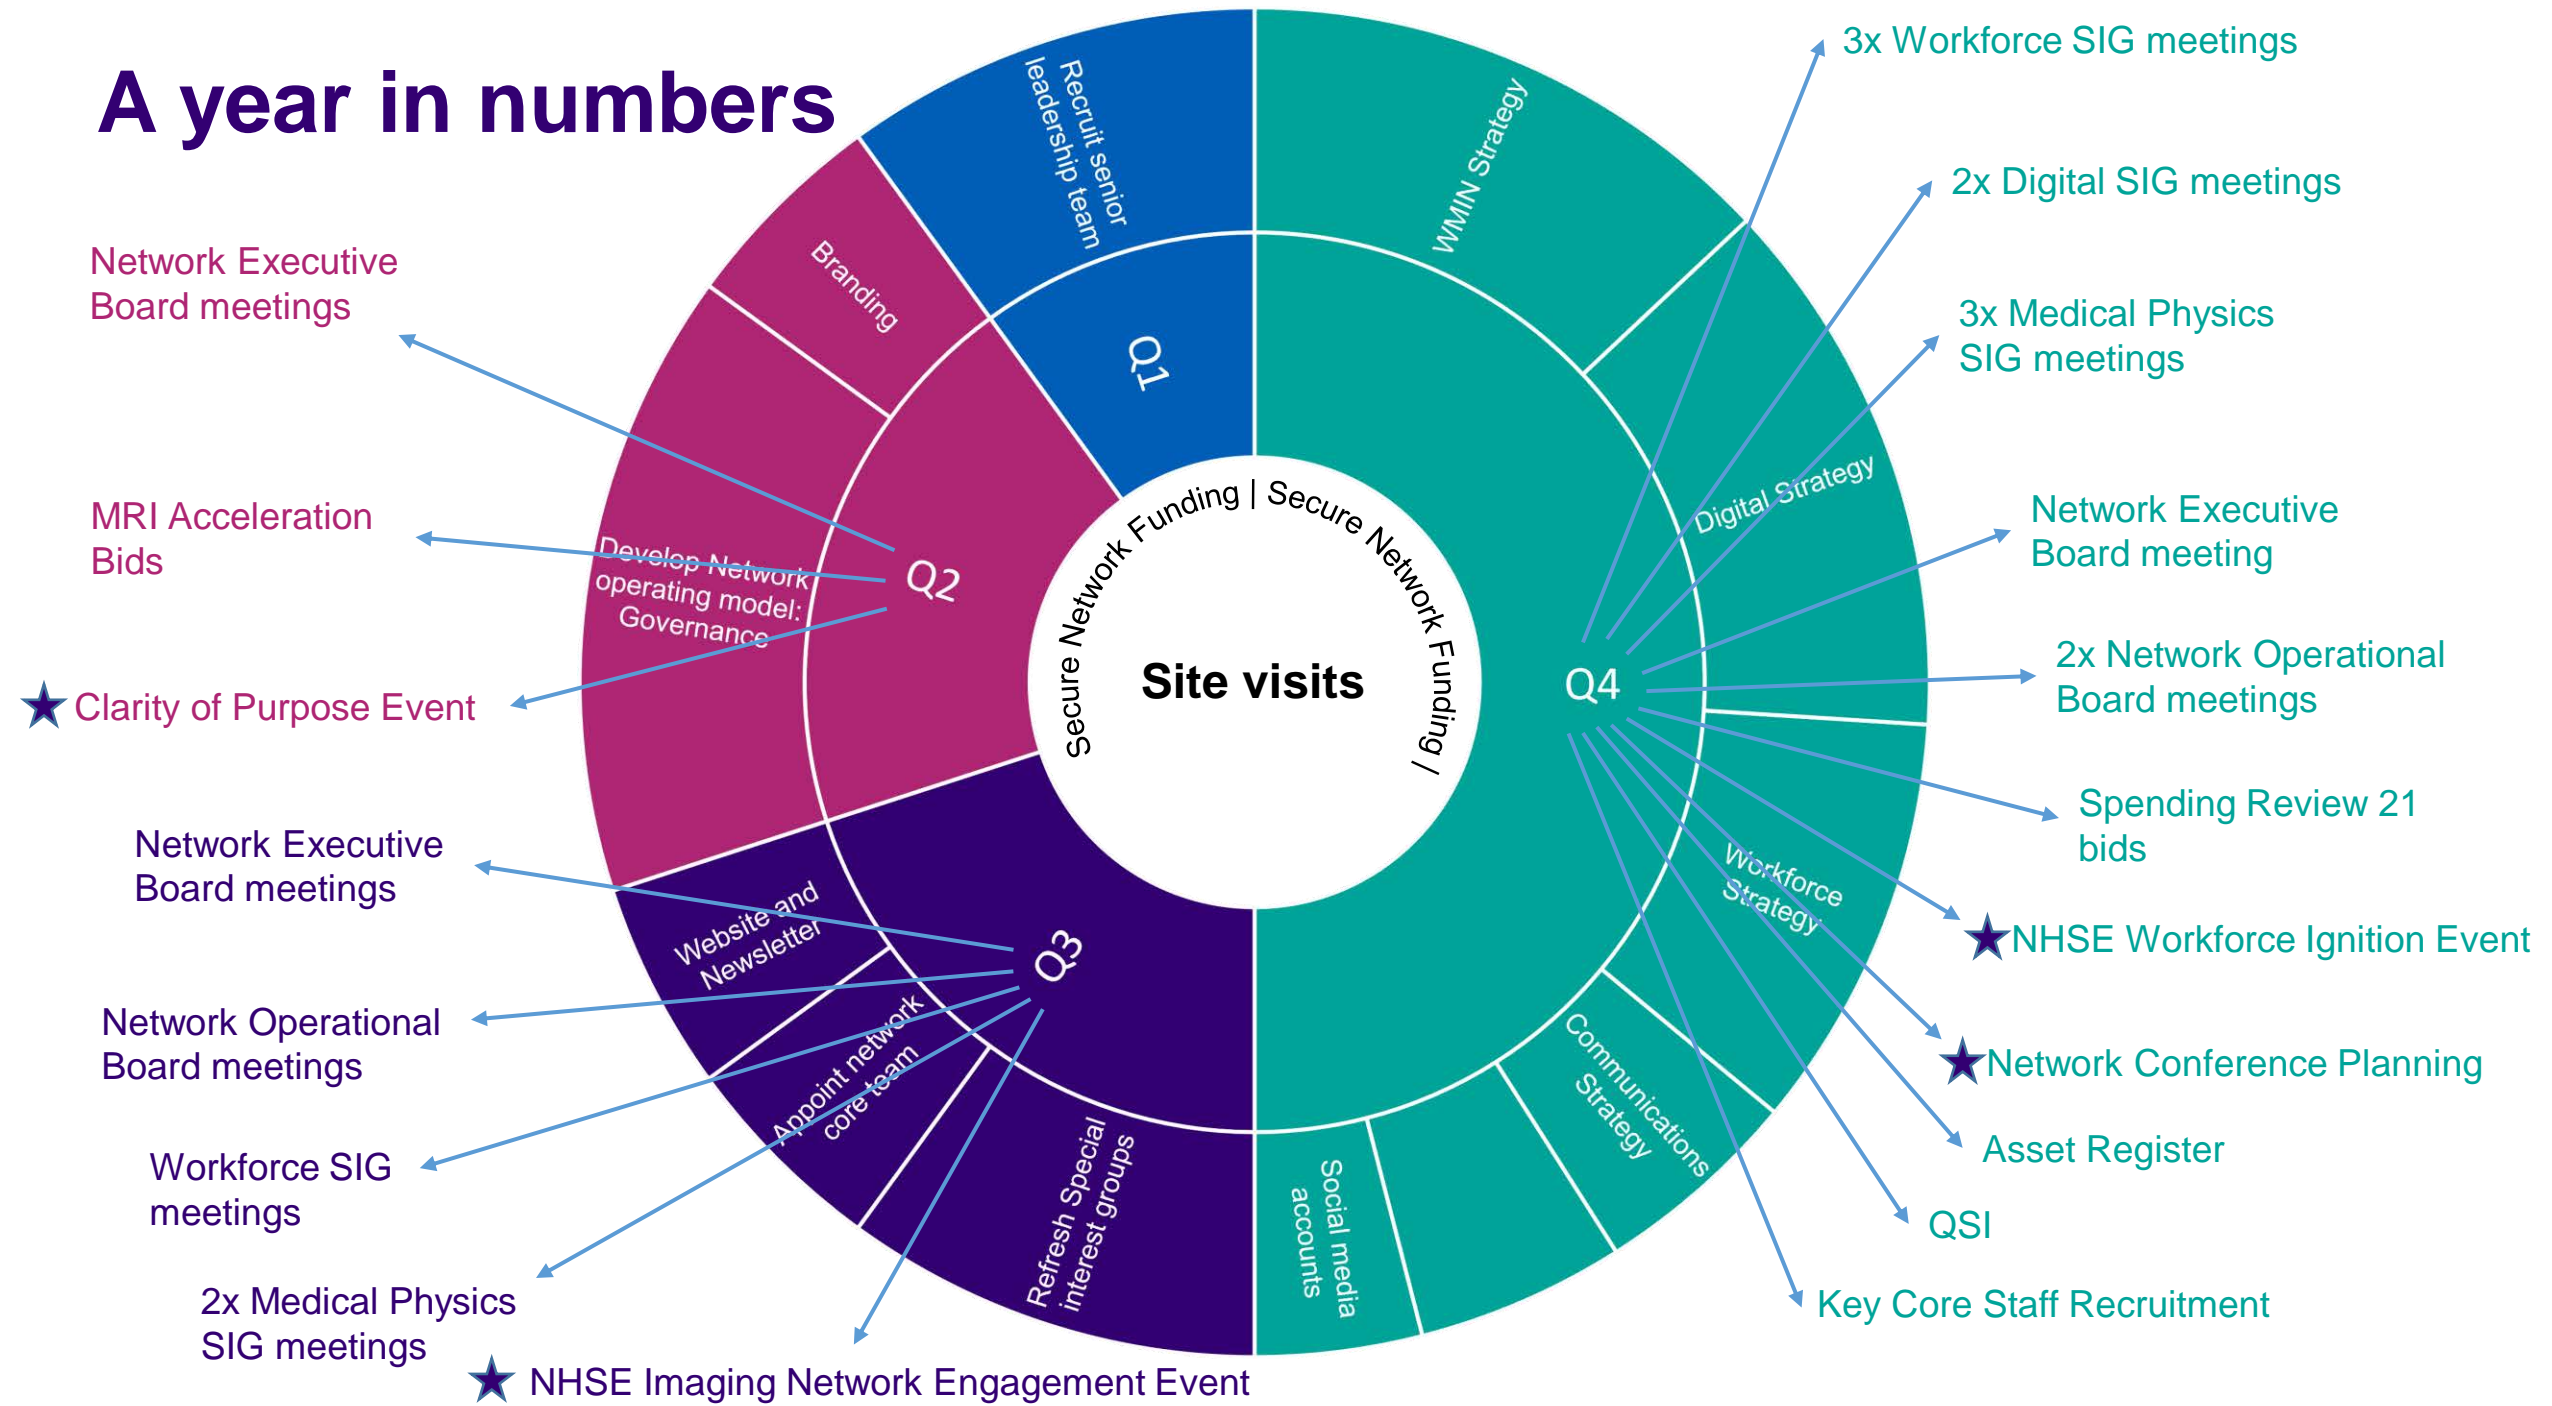 A year in numbers
Recruit senior
leadership team
Q1
Branding
Develop Network
operating model:
Governance
Q2
Network Executive
Board meetings
MRI Acceleration
Bids
Clarity of Purpose Event
Website and
Newsletter
Appoint network
core team
Refresh Special
interest groups
Q3
Network Executive
Board meetings
Network Operational
Board meetings
Workforce SIG
meetings
2x Medical Physics
SIG meetings
NHSE Imaging Network Engagement Event
Secure Network Funding | Secure Network Funding |
Site visits
WMIN Strategy
Digital Strategy
Workforce
Strategy
Communications
Strategy
Social media
accounts
Q4
3x Workforce SIG meetings
2x Digital SIG meetings
3x Medical Physics
SIG meetings
Network Executive
Board meeting
2x Network Operational
Board meetings
Spending Review 21
bids
NHSE Workforce Ignition Event
Network Conference Planning
Asset Register
QSI
Key Core Staff Recruitment